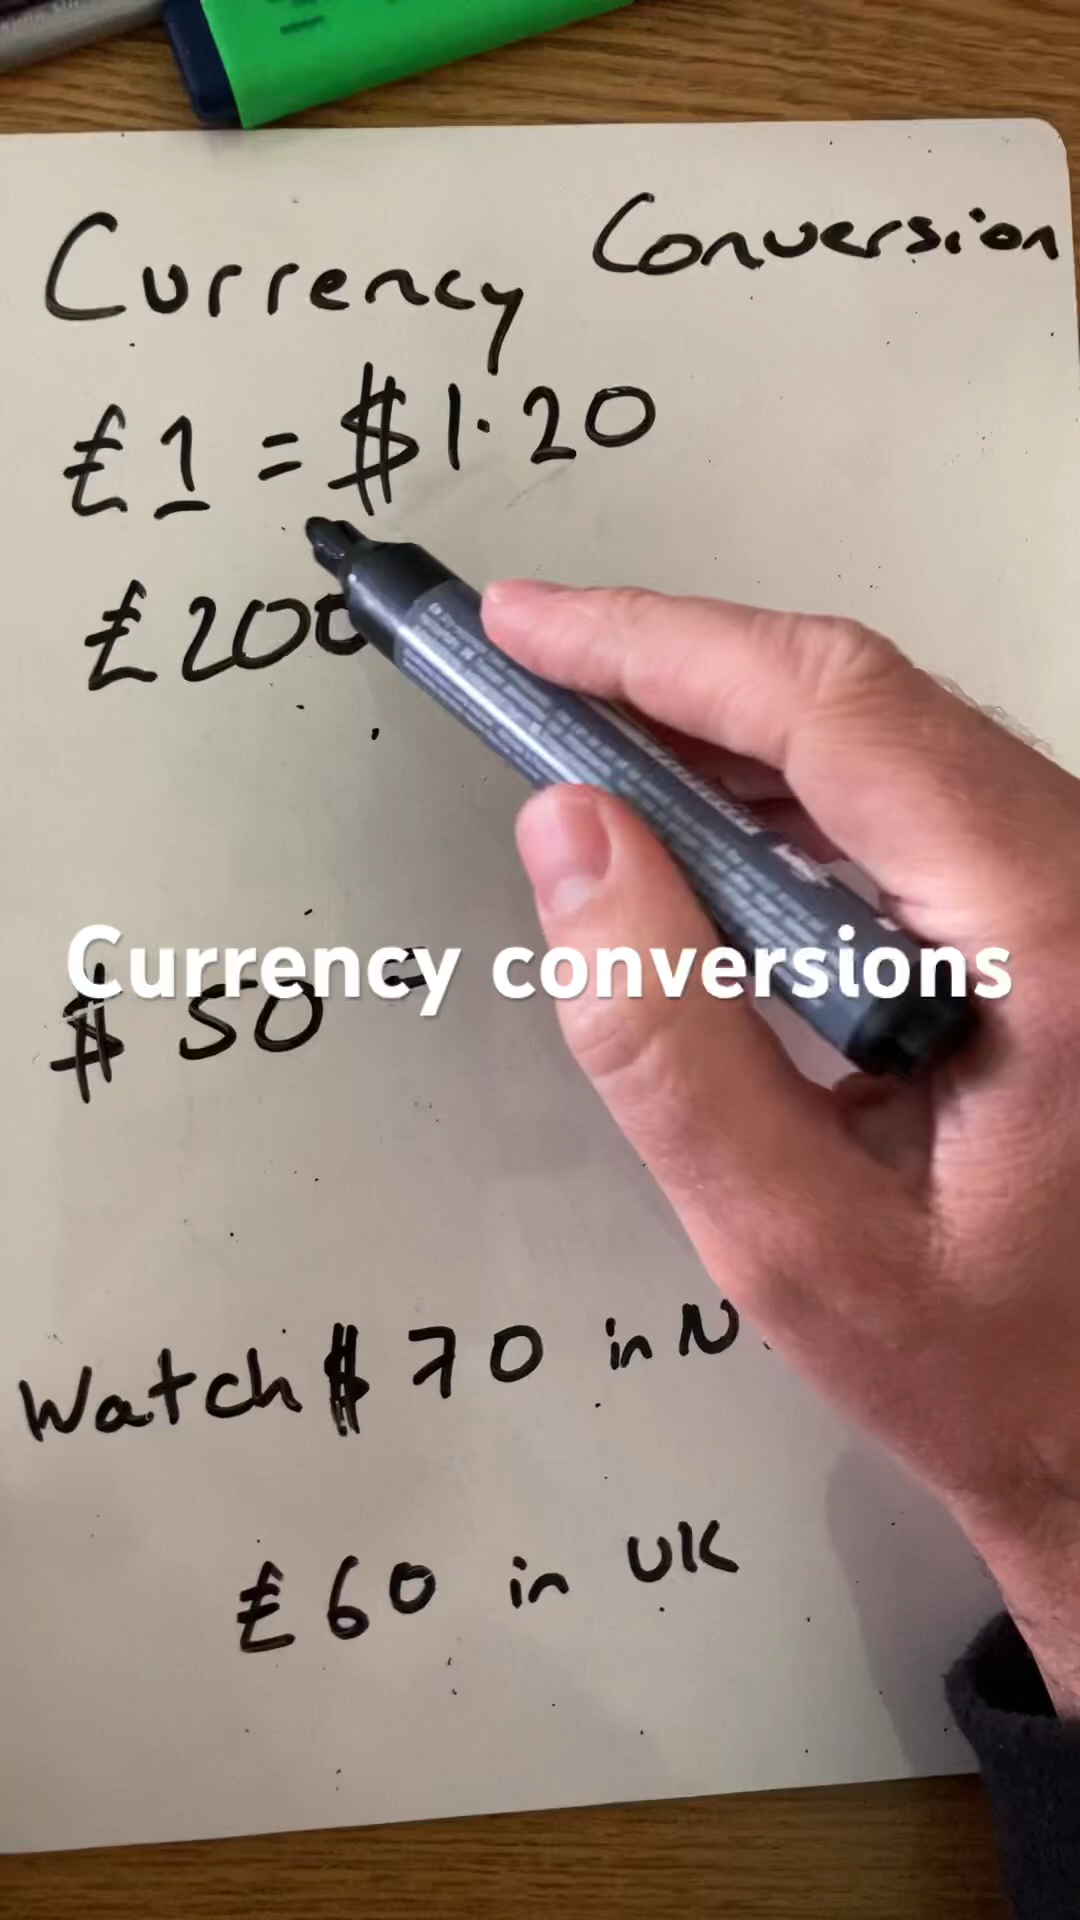 Currency Conversion
£1 = $1.20
£200
Currency conversions
$ 50 =
Watch $ 70 in N
£60 in UK